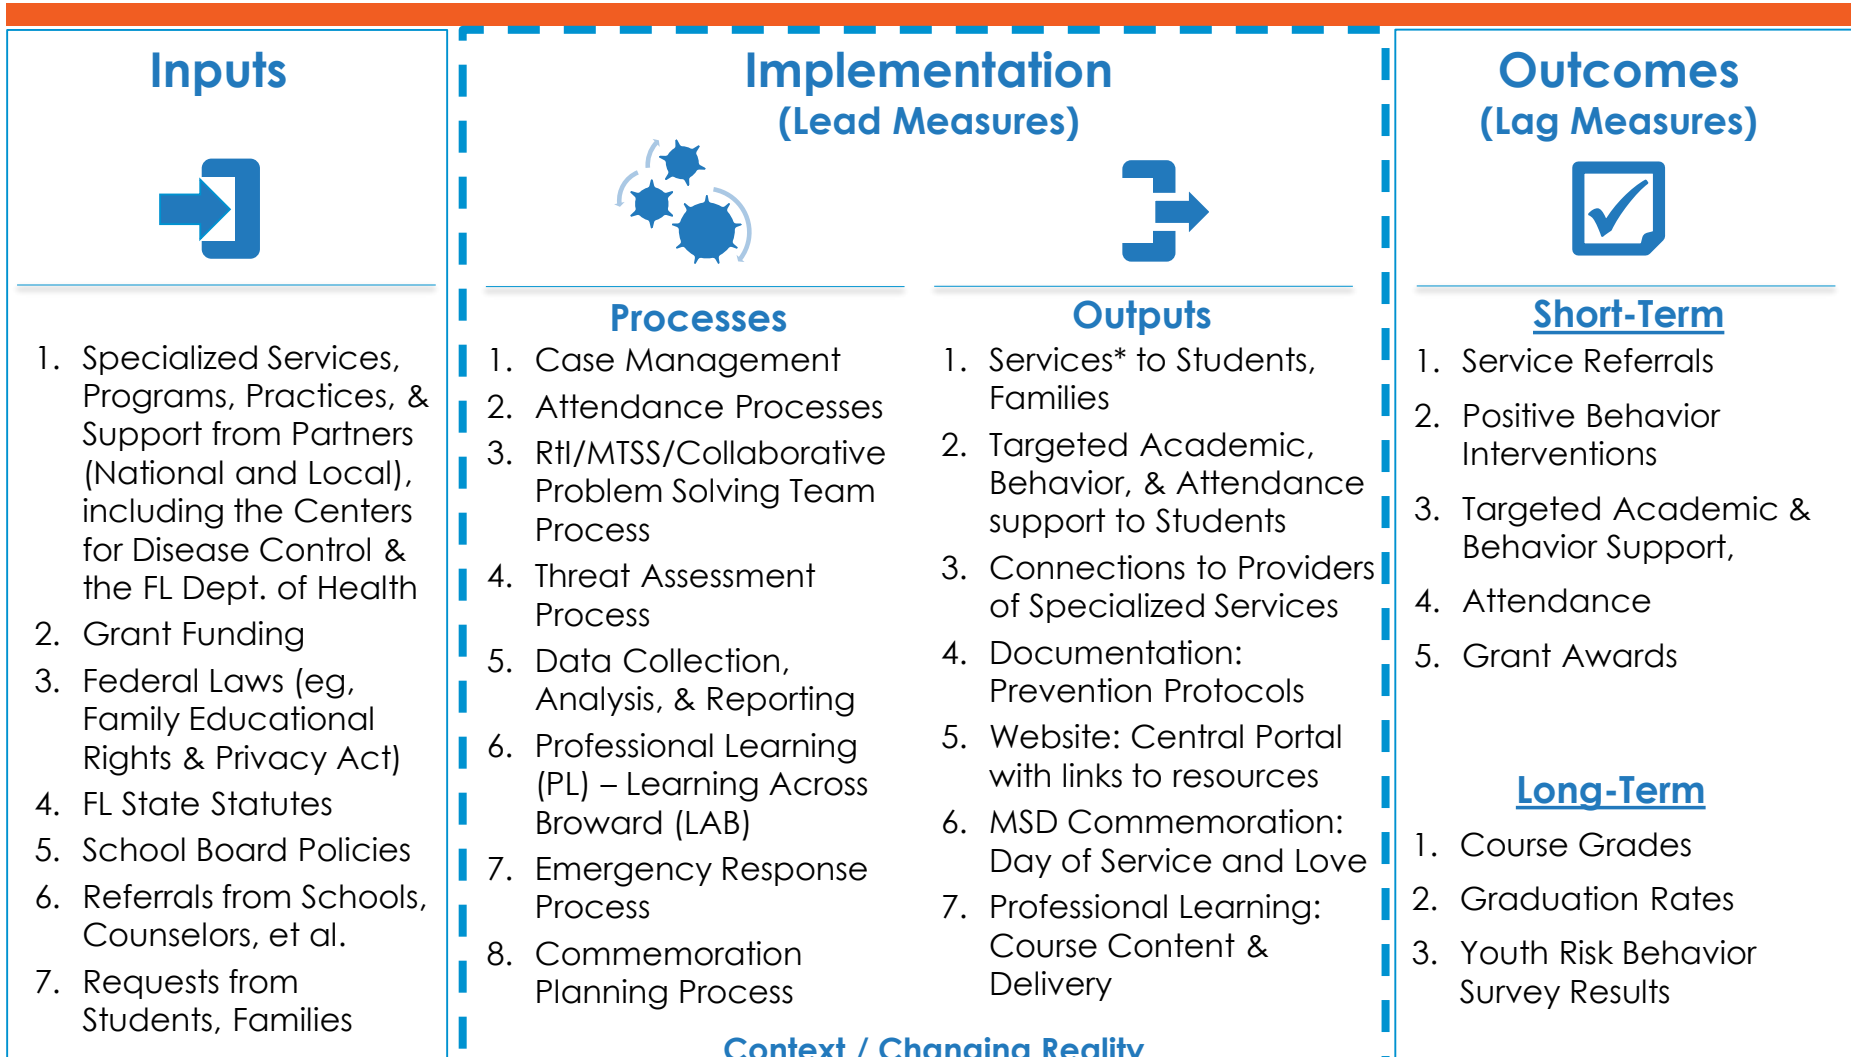 Inputs
1. Specialized Services,
Programs, Practices, &
Support from Partners
(National and Local),
including the Centers
for Disease Control &
the FL Dept. of Health
2. Grant Funding
3. Federal Laws (eg,
Family Educational
Rights & Privacy Act)
4. FL State Statutes
5. School Board Policies
6. Referrals from Schools,
Counselors, et al.
7. Requests from
Students, Families
Implementation
(Lead Measures)
Processes
1. Case Management
2. Attendance Processes
3. RtI/MTSS/Collaborative
Problem Solving Team
Process
4. Threat Assessment
Process
5. Data Collection,
Analysis, & Reporting
6. Professional Learning
(PL) – Learning Across
Broward (LAB)
7. Emergency Response
Process
8. Commemoration
Planning Process
Outputs
1. Services* to Students,
Families
2. Targeted Academic,
Behavior, & Attendance
support to Students
3. Connections to Providers
of Specialized Services
4. Documentation:
Prevention Protocols
5. Website: Central Portal
with links to resources
6. MSD Commemoration:
Day of Service and Love
7. Professional Learning:
Course Content &
Delivery
Context / Changing Reality
Outcomes
(Lag Measures)
Short-Term
1. Service Referrals
2. Positive Behavior
Interventions
3. Targeted Academic &
Behavior Support,
4. Attendance
5. Grant Awards
Long-Term
1. Course Grades
2. Graduation Rates
3. Youth Risk Behavior
Survey Results